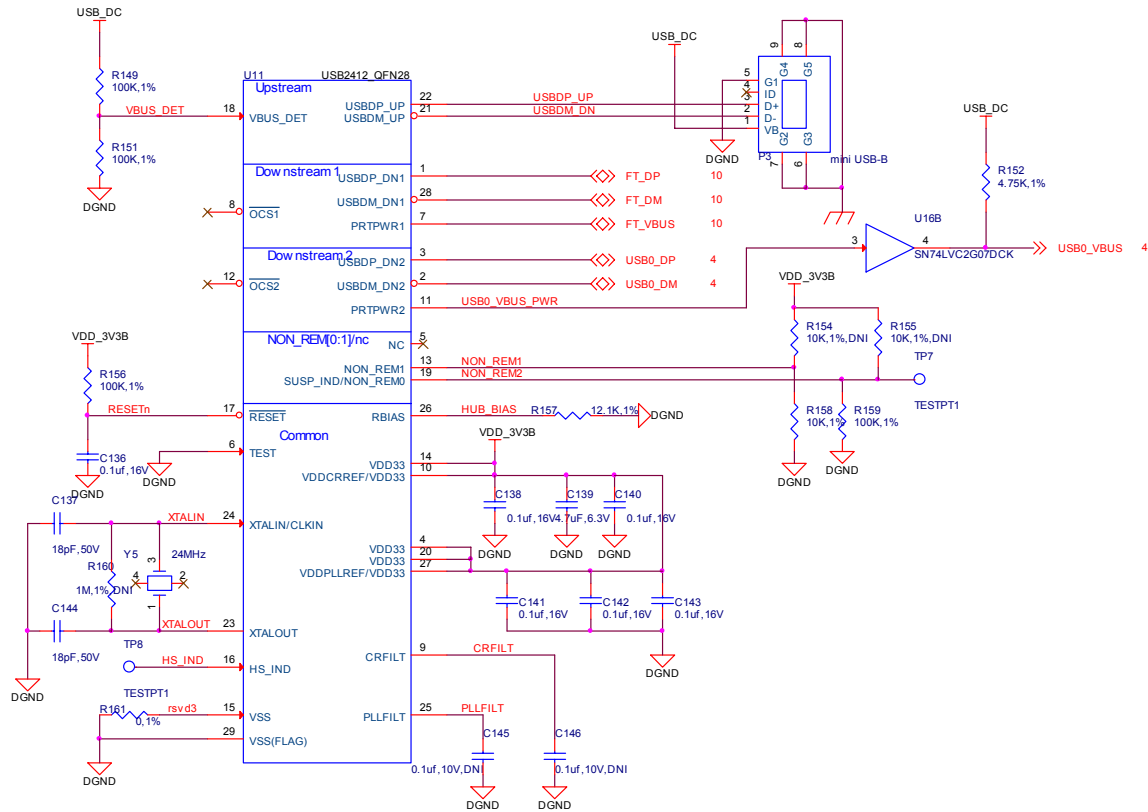 USB_DC
R149
100K,1%
VBUS_DET
R151
100K,1%
DGND
U11
USB2412_QFN28
Upstream
18
VBUS_DET
USBDP_UP
22
USBDP_UP
USBDM_UP
21
USBDM_DN
USB_DC
5
4
3
2
1
G1
ID
D+
D-
VB
9
8
G4
G5
G2
G3
7
6
P3
mini USB-B
DGND
Downstream 1
USBDP_DN1
1
FT_DP
10
USBDM_DN1
28
FT_DM
10
8
OCS1
PRTPWR1
7
FT_VBUS
10
Downstream 2
USBDP_DN2
3
USB0_DP
4
12
OCS2
USBDM_DN2
2
USB0_DM
4
PRTPWR2
11
USB0_VBUS_PWR
USB_DC
R152
4.75K,1%
U16B
3
4
SN74LVC2G07DCK
USB0_VBUS
4
NON_REM[0:1]/nc
NC
5
NON_REM1
13
NON_REM1
SUSP_IND/NON_REM0
19
NON_REM2
VDD_3V3B
R154
10K,1%,DNI
R155
10K,1%,DNI
TP7
TESTPT1
R158
10K,1%
R159
100K,1%
DGND
DGND
VDD_3V3B
R156
100K,1%
RESETn
17
RESET
RBIAS
26
HUB_BIAS
R157
12.1K,1%
DGND
Common
6
TEST
C136
0.1uf,16V
DGND
DGND
VDD_3V3B
VDD33
14
VDDCRREF/VDD33
10
C138
0.1uf,16V
C139
4.7uF,6.3V
C140
0.1uf,16V
DGND
DGND
DGND
C137
18pF,50V
XTALIN
24
XTALIN/CLKIN
Y5
24MHz
3
4
2
1
R160
1M,1%,DNI
VDD33
4
VDD33
20
VDDPLLREF/VDD33
27
C141
0.1uf,16V
C142
0.1uf,16V
C143
0.1uf,16V
DGND
C144
18pF,50V
XTALOUT
23
XTALOUT
DGND
TP8
TESTPT1
HS_IND
16
HS_IND
CRFILT
9
CRFILT
R161
0,1%
rsvd3
15
VSS
PLLFILT
25
PLLFILT
29
VSS(FLAG)
DGND
C145
0.1uf,10V,DNI
C146
0.1uf,10V,DNI
DGND
DGND